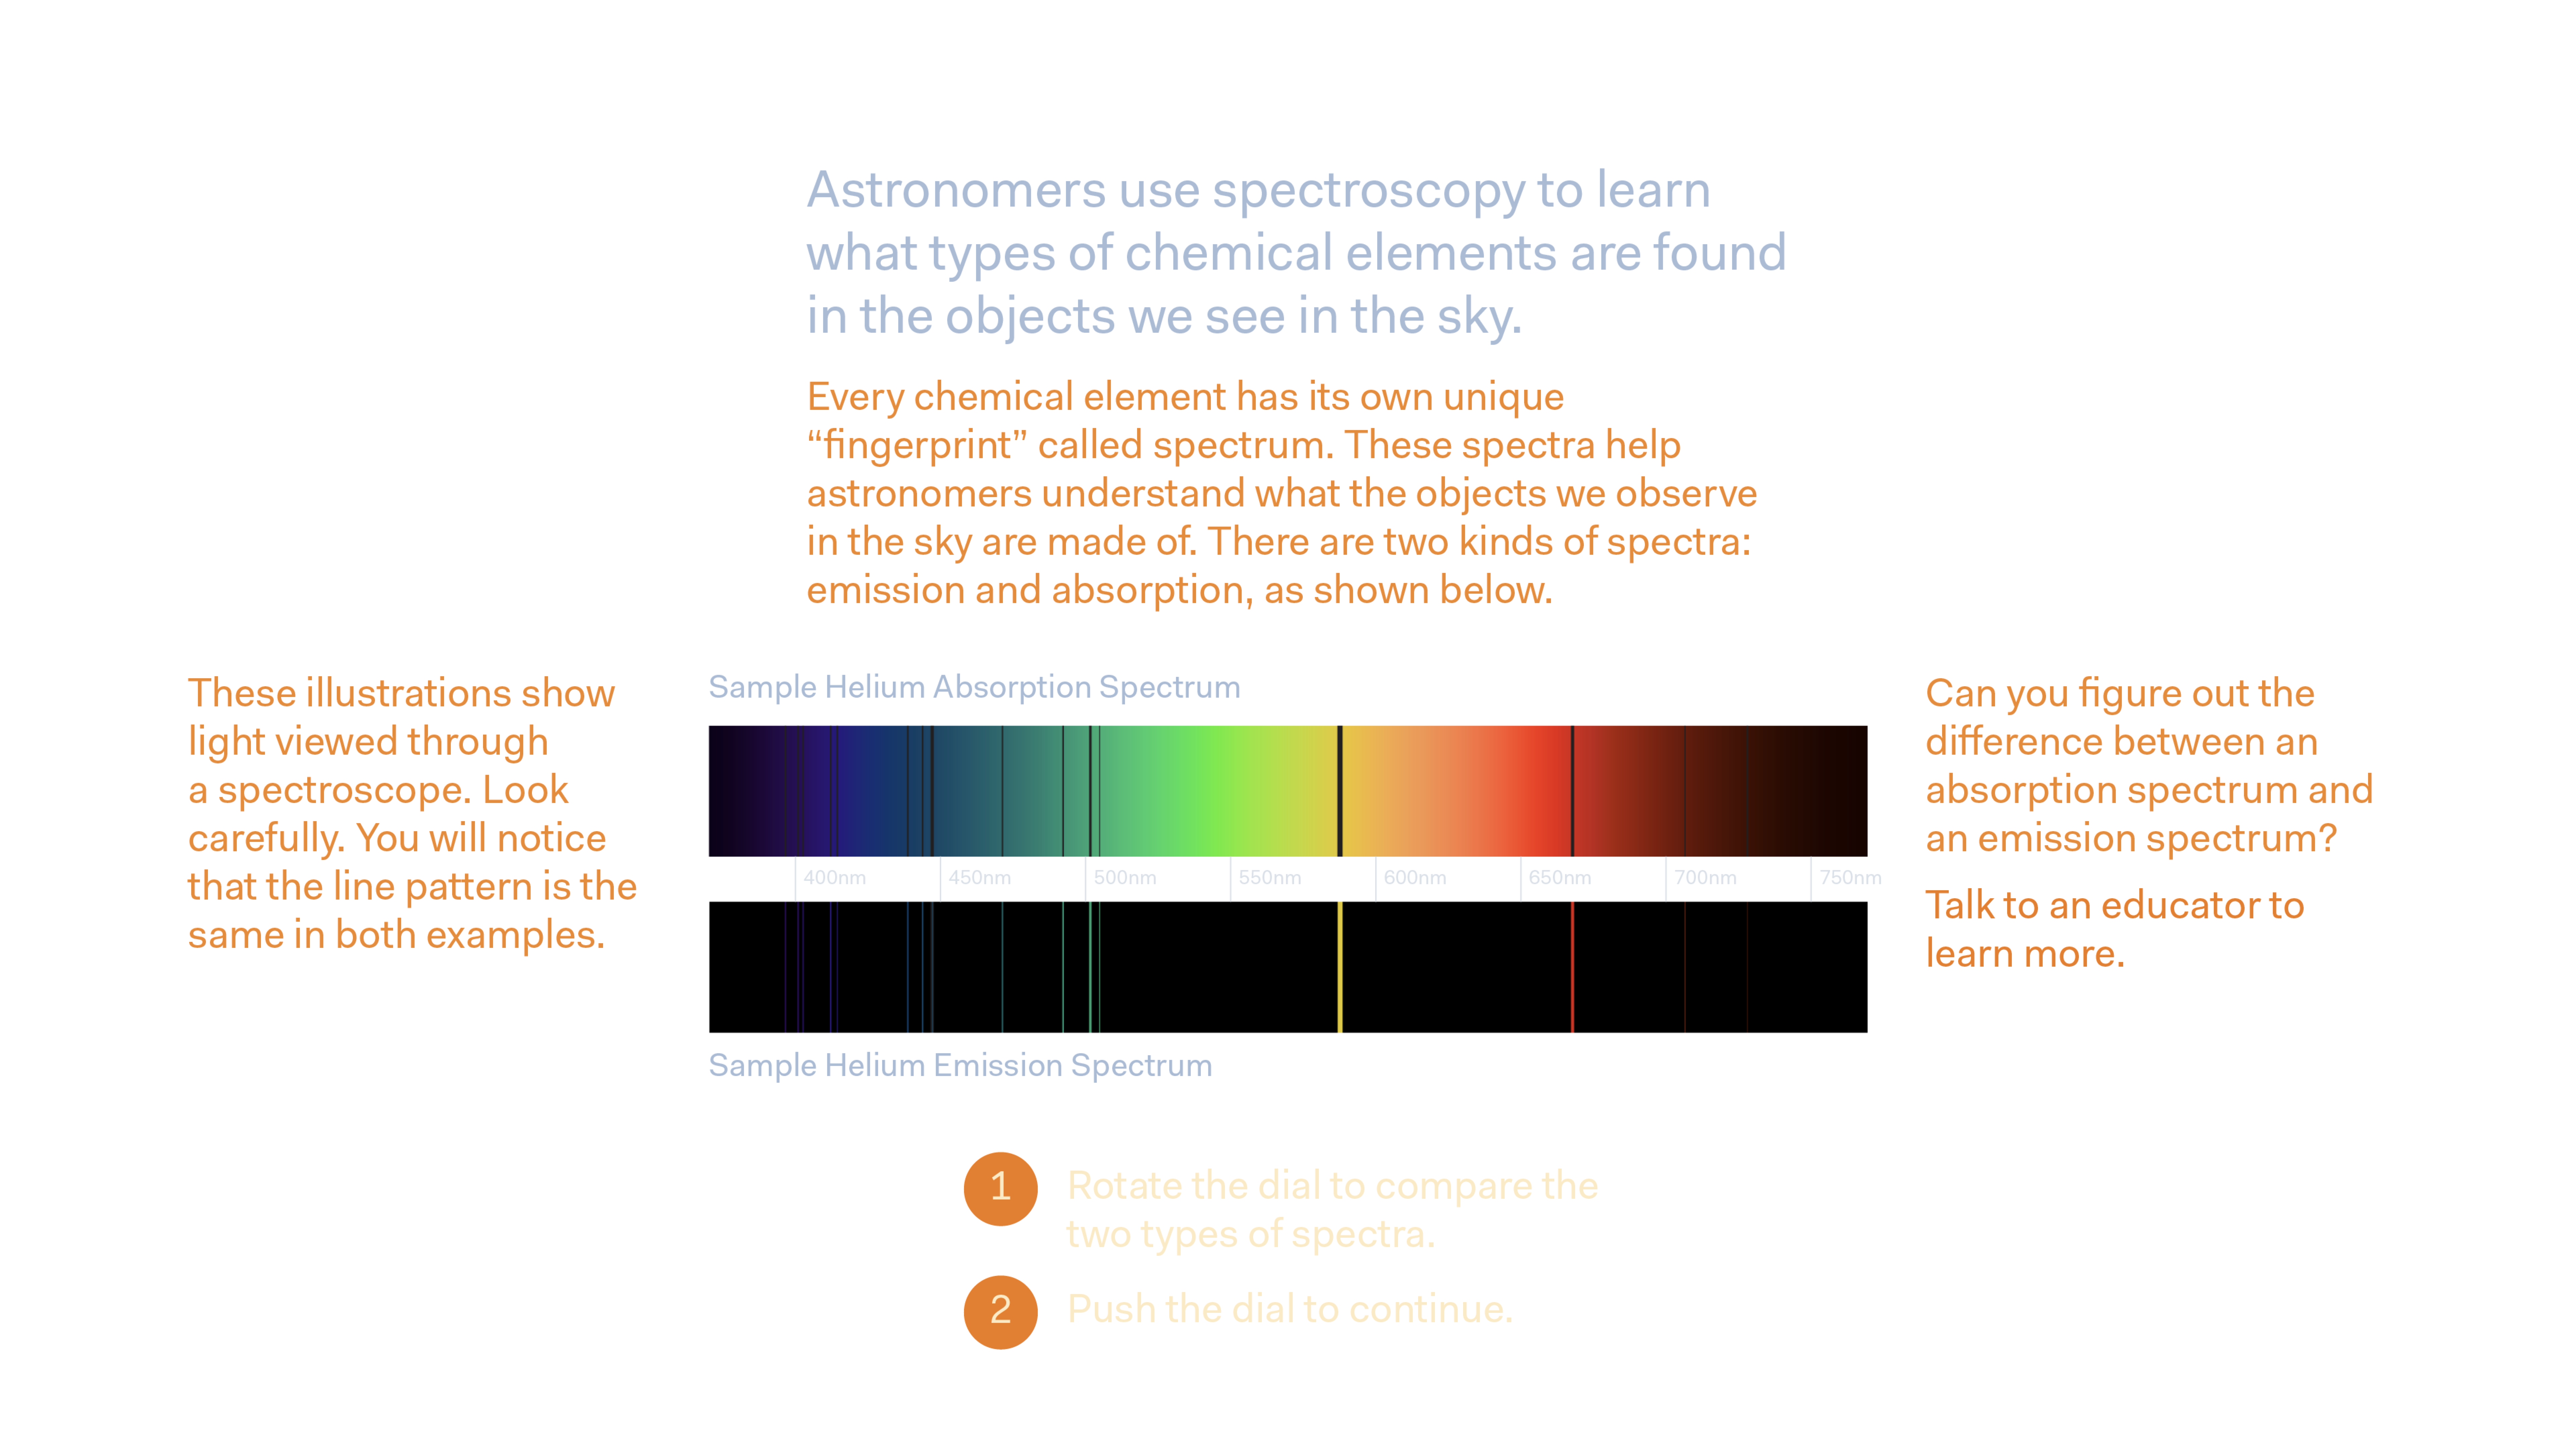 Astronomers use spectroscopy to learn
what types of chemical elements are found
in the objects we see in the sky.
Every chemical element has its own unique
“fingerprint” called spectrum. These spectra help
astronomers understand what the objects we observe
in the sky are made of. There are two kinds of spectra:
emission and absorption, as shown below.
These illustrations show
light viewed through
a spectroscope. Look
carefully. You will notice
that the line pattern is the
same in both examples.
Sample Helium Absorption Spectrum
400nm 450nm 500nm 550nm 600nm 650nm 700nm 750nm
Sample Helium Emission Spectrum
Can you figure out the
difference between an
absorption spectrum and
an emission spectrum?
Talk to an educator to
learn more.
1 Rotate the dial to compare the
two types of spectra.
2 Push the dial to continue.